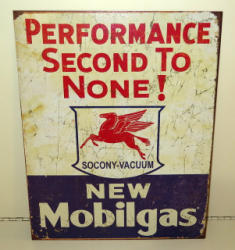 PERFORMANCE
SECOND TO
NONE!
SOCONY-VACUUM
NEW
Mobilgas